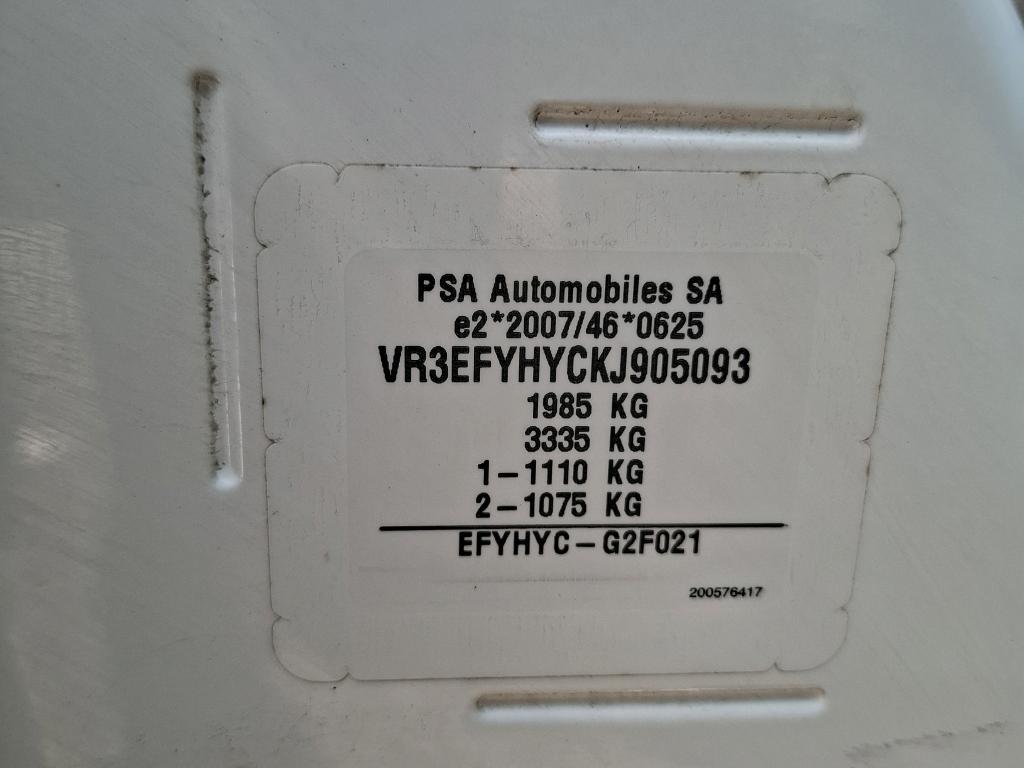 PSA Automobiles SA
e2*2007/46*0625
VR3EFYHYCKJ905093
1985 KG
3335 KG
1-1110 KG
2-1075 KG
EFYHYC-G2F021
200576417